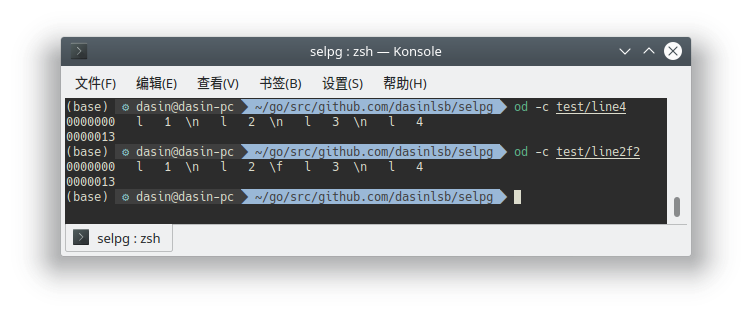 selpg : zsh — Konsole
文件(F) 编辑(E) 查看(V) 书签(B) 设置(S) 帮助(H)
(base) ⚙ dasin@dasin-pc ~/go/src/github.com/dasinlsb/selpg od -c test/line4
0000000 l 1 \n l 2 \n l 3 \n l 4
0000013
(base) ⚙ dasin@dasin-pc ~/go/src/github.com/dasinlsb/selpg od -c test/line2f2
0000000 l 1 \n l 2 \f l 3 \n l 4
0000013
(base) ⚙ dasin@dasin-pc ~/go/src/github.com/dasinlsb/selpg
selpg : zsh